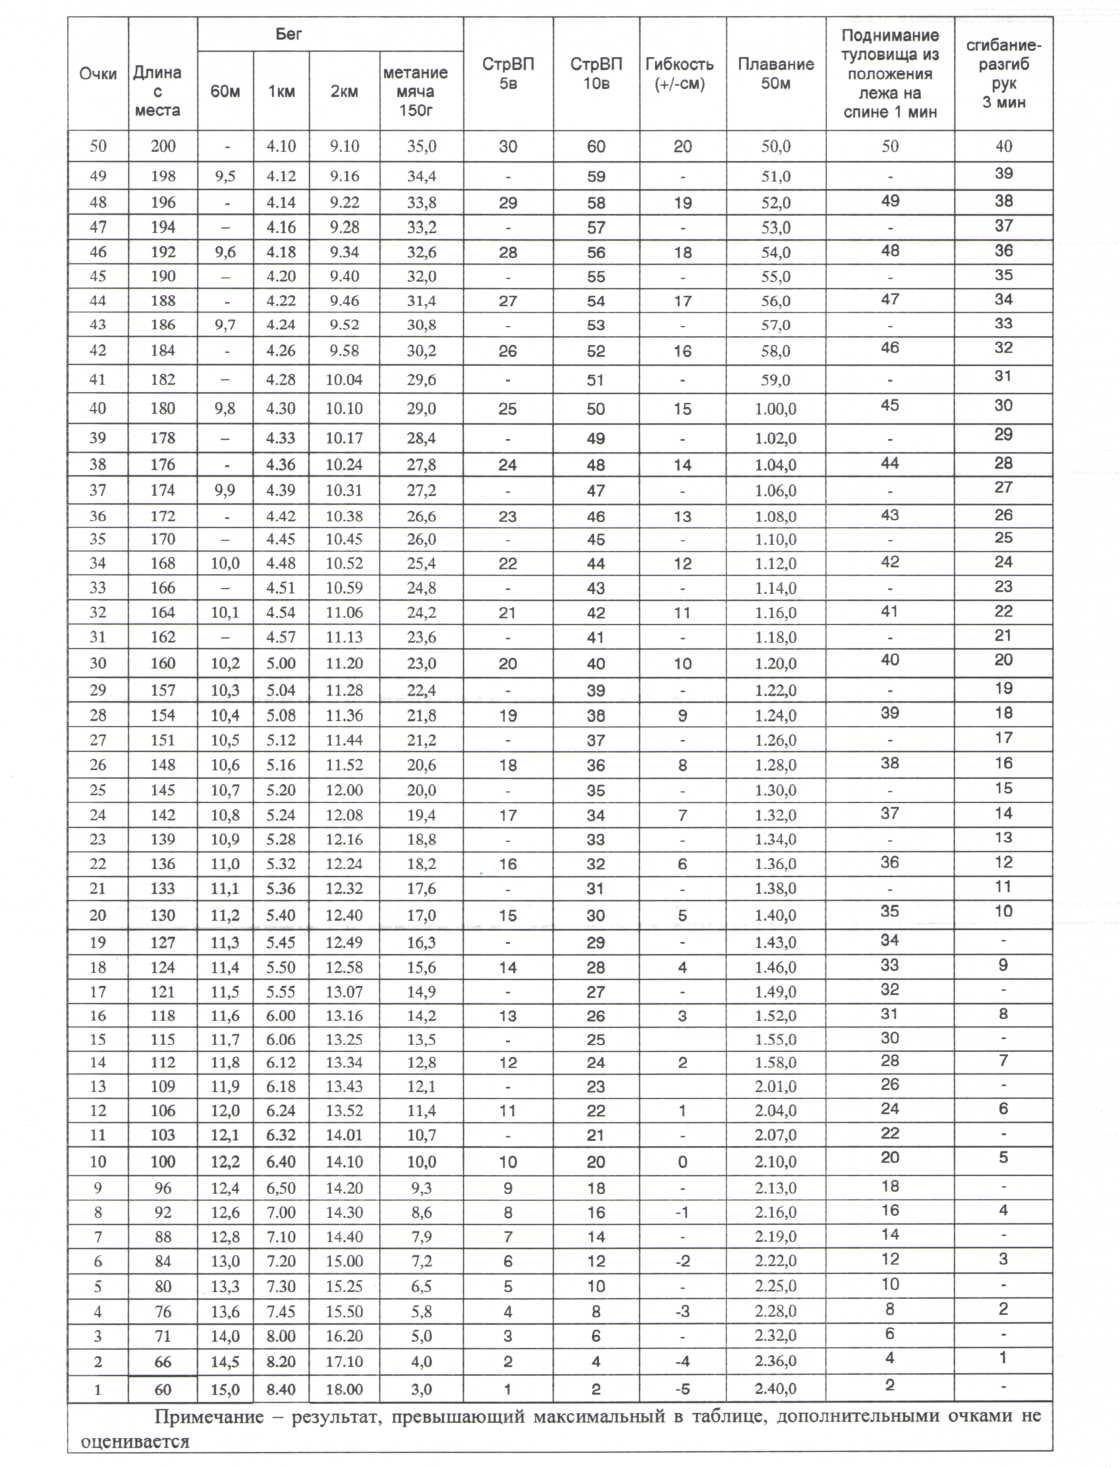 Очки Длина с места Бег СтрВП 5в СтрВП 10в Гибкость (+/-см) Плавание 50м Поднимание туловища из положения лежа на спине 1 мин сгибание-разгиб рук 3 мин
60м 1км 2км метание мяча 150г
50 200 - 4.10 9.10 35,0 30 60 20 50,0 50 40
49 198 9,5 4.12 9.16 34,4 - 59 - 51,0 - 39
48 196 - 4.14 9.22 33,8 29 58 19 52,0 49 38
47 194 – 4.16 9.28 33,2 - 57 - 53,0 - 37
46 192 9,6 4.18 9.34 32,6 28 56 18 54,0 48 36
45 190 – 4.20 9.40 32,0 - 55 - 55,0 - 35
44 188 - 4.22 9.46 31,4 27 54 17 56,0 47 34
43 186 9,7 4.24 9.52 30,8 - 53 - 57,0 - 33
42 184 - 4.26 9.58 30,2 26 52 16 58,0 46 32
41 182 – 4.28 10.04 29,6 - 51 - 59,0 - 31
40 180 9,8 4.30 10.10 29,0 25 50 15 1.00,0 45 30
39 178 – 4.33 10.17 28,4 - 49 - 1.02,0 - 29
38 176 - 4.36 10.24 27,8 24 48 14 1.04,0 44 28
37 174 9,9 4.39 10.31 27,2 - 47 - 1.06,0 - 27
36 172 - 4.42 10.38 26,6 23 46 13 1.08,0 43 26
35 170 – 4.45 10.45 26,0 - 45 - 1.10,0 - 25
34 168 10,0 4.48 10.52 25,4 22 44 12 1.12,0 42 24
33 166 – 4.51 10.59 24,8 - 43 - 1.14,0 - 23
32 164 10,1 4.54 11.06 24,2 21 42 11 1.16,0 41 22
31 162 – 4.57 11.13 23,6 - 41 - 1.18,0 - 21
30 160 10,2 5.00 11.20 23,0 20 40 10 1.20,0 40 20
29 157 10,3 5.04 11.28 22,4 - 39 - 1.22,0 - 19
28 154 10,4 5.08 11.36 21,8 19 38 9 1.24,0 39 18
27 151 10,5 5.12 11.44 21,2 - 37 - 1.26,0 - 17
26 148 10,6 5.16 11.52 20,6 18 36 8 1.28,0 38 16
25 145 10,7 5.20 12.00 20,0 - 35 - 1.30,0 - 15
24 142 10,8 5.24 12.08 19,4 17 34 7 1.32,0 37 14
23 139 10,9 5.28 12.16 18,8 - 33 - 1.34,0 - 13
22 136 11,0 5.32 12.24 18,2 16 32 6 1.36,0 36 12
21 133 11,1 5.36 12.32 17,6 - 31 - 1.38,0 - 11
20 130 11,2 5.40 12.40 17,0 15 30 5 1.40,0 35 10
19 127 11,3 5.45 12.49 16,3 - 29 - 1.43,0 34 -
18 124 11,4 5.50 12.58 15,6 14 28 4 1.46,0 33 9
17 121 11,5 5.55 13.07 14,9 - 27 - 1.49,0 32 -
16 118 11,6 6.00 13.16 14,2 13 26 3 1.52,0 31 8
15 115 11,7 6.06 13.25 13,5 - 25 1.55,0 30 -
14 112 11,8 6.12 13.34 12,8 12 24 2 1.58,0 28 7
13 109 11,9 6.18 13.43 12,1 - 23 2.01,0 26 -
12 106 12,0 6.24 13.52 11,4 11 22 1 2.04,0 24 6
11 103 12,1 6.32 14.01 10,7 - 21 - 2.07,0 22 -
10 100 12,2 6.40 14.10 10,0 10 20 0 2.10,0 20 5
9 96 12,4 6,50 14.20 9,3 9 18 - 2.13,0 18 -
8 92 12,6 7.00 14.30 8,6 8 16 -1 2.16,0 16 4
7 88 12,8 7.10 14.40 7,9 7 14 - 2.19,0 14 -
6 84 13,0 7.20 15.00 7,2 6 12 -2 2.22,0 12 3
5 80 13,3 7.30 15.25 6,5 5 10 - 2.25,0 10 -
4 76 13,6 7.45 15.50 5,8 4 8 -3 2.28,0 8 2
3 71 14,0 8.00 16.20 5,0 3 6 - 2.32,0 6 -
2 66 14,5 8.20 17.10 4,0 2 4 -4 2.36,0 4 1
1 60 15,0 8.40 18.00 3,0 1 2 -5 2.40,0 2 -
Примечание – результат, превышающий максимальный в таблице, дополнительными очками не
оценивается